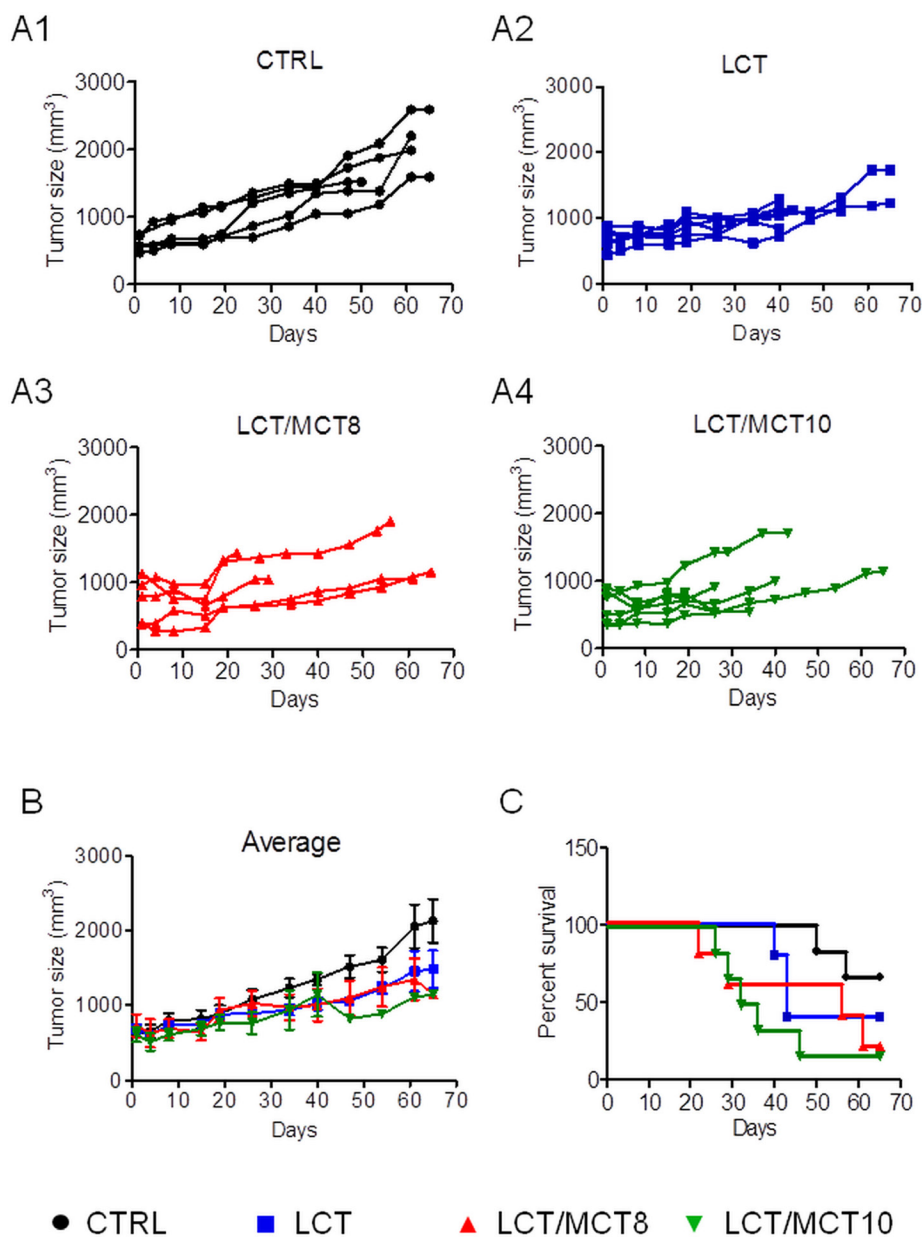 A1
CTRL
Tumor size (mm³)
3000
2000
1000
0
0 10 20 30 40 50 60 70
Days
A2
LCT
Tumor size (mm³)
3000
2000
1000
0
0 10 20 30 40 50 60 70
Days
A3
LCT/MCT8
Tumor size (mm³)
3000
2000
1000
0
0 10 20 30 40 50 60 70
Days
A4
LCT/MCT10
Tumor size (mm³)
3000
2000
1000
0
0 10 20 30 40 50 60 70
Days
B
Average
Tumor size (mm³)
3000
2000
1000
0
0 10 20 30 40 50 60 70
Days
C
Percent survival
150
100
50
0
0 10 20 30 40 50 60 70
Days
CTRL LCT LCT/MCT8 LCT/MCT10